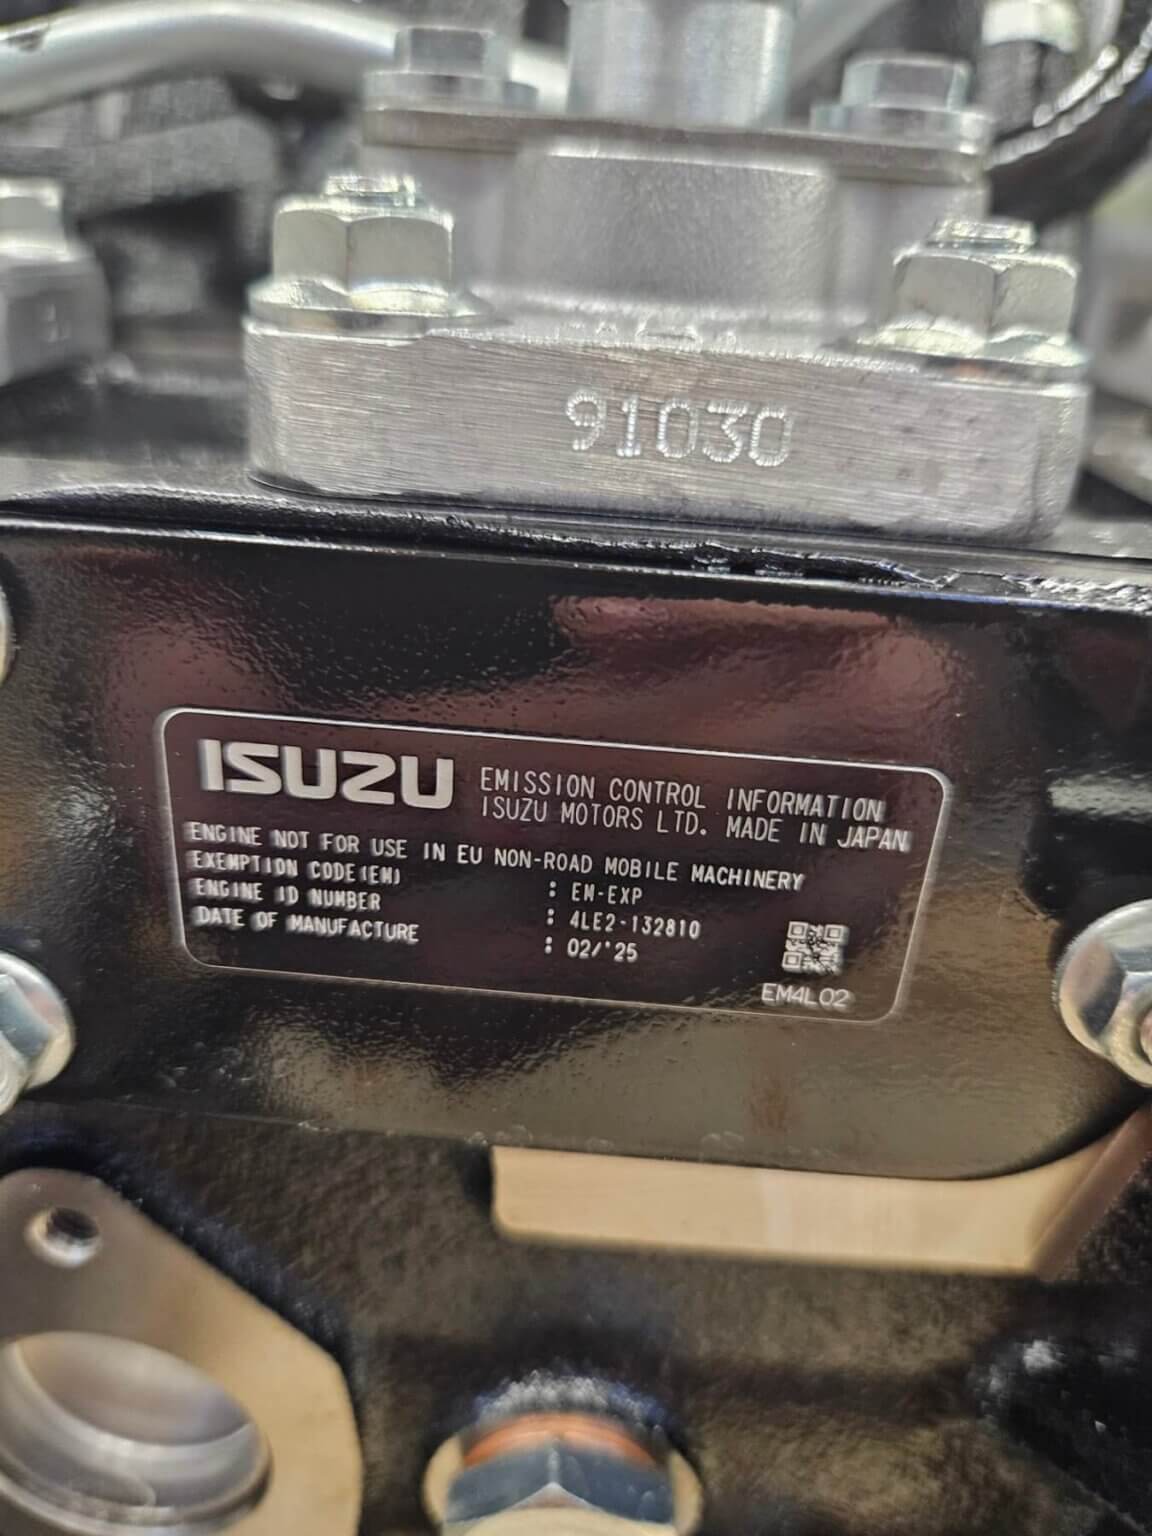 91030
ISUZU EMISSION CONTROL INFORMATION
ISUZU MOTORS LTD. MADE IN JAPAN
ENGINE NOT FOR USE IN EU NON-ROAD MOBILE MACHINERY
EXEMPTION CODE(EM) : EM-EXP
ENGINE ID NUMBER : 4LE2-132810
DATE OF MANUFACTURE : 02/'25
EM4L02